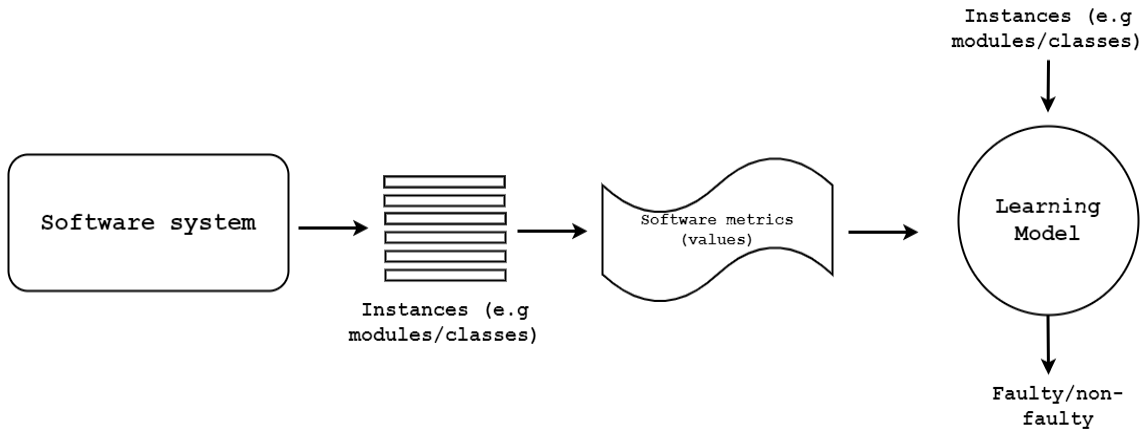 Instances (e.g
modules/classes)
Software system
Instances (e.g
modules/classes)
Software metrics
(values)
Learning
Model
Faulty/non-
faulty